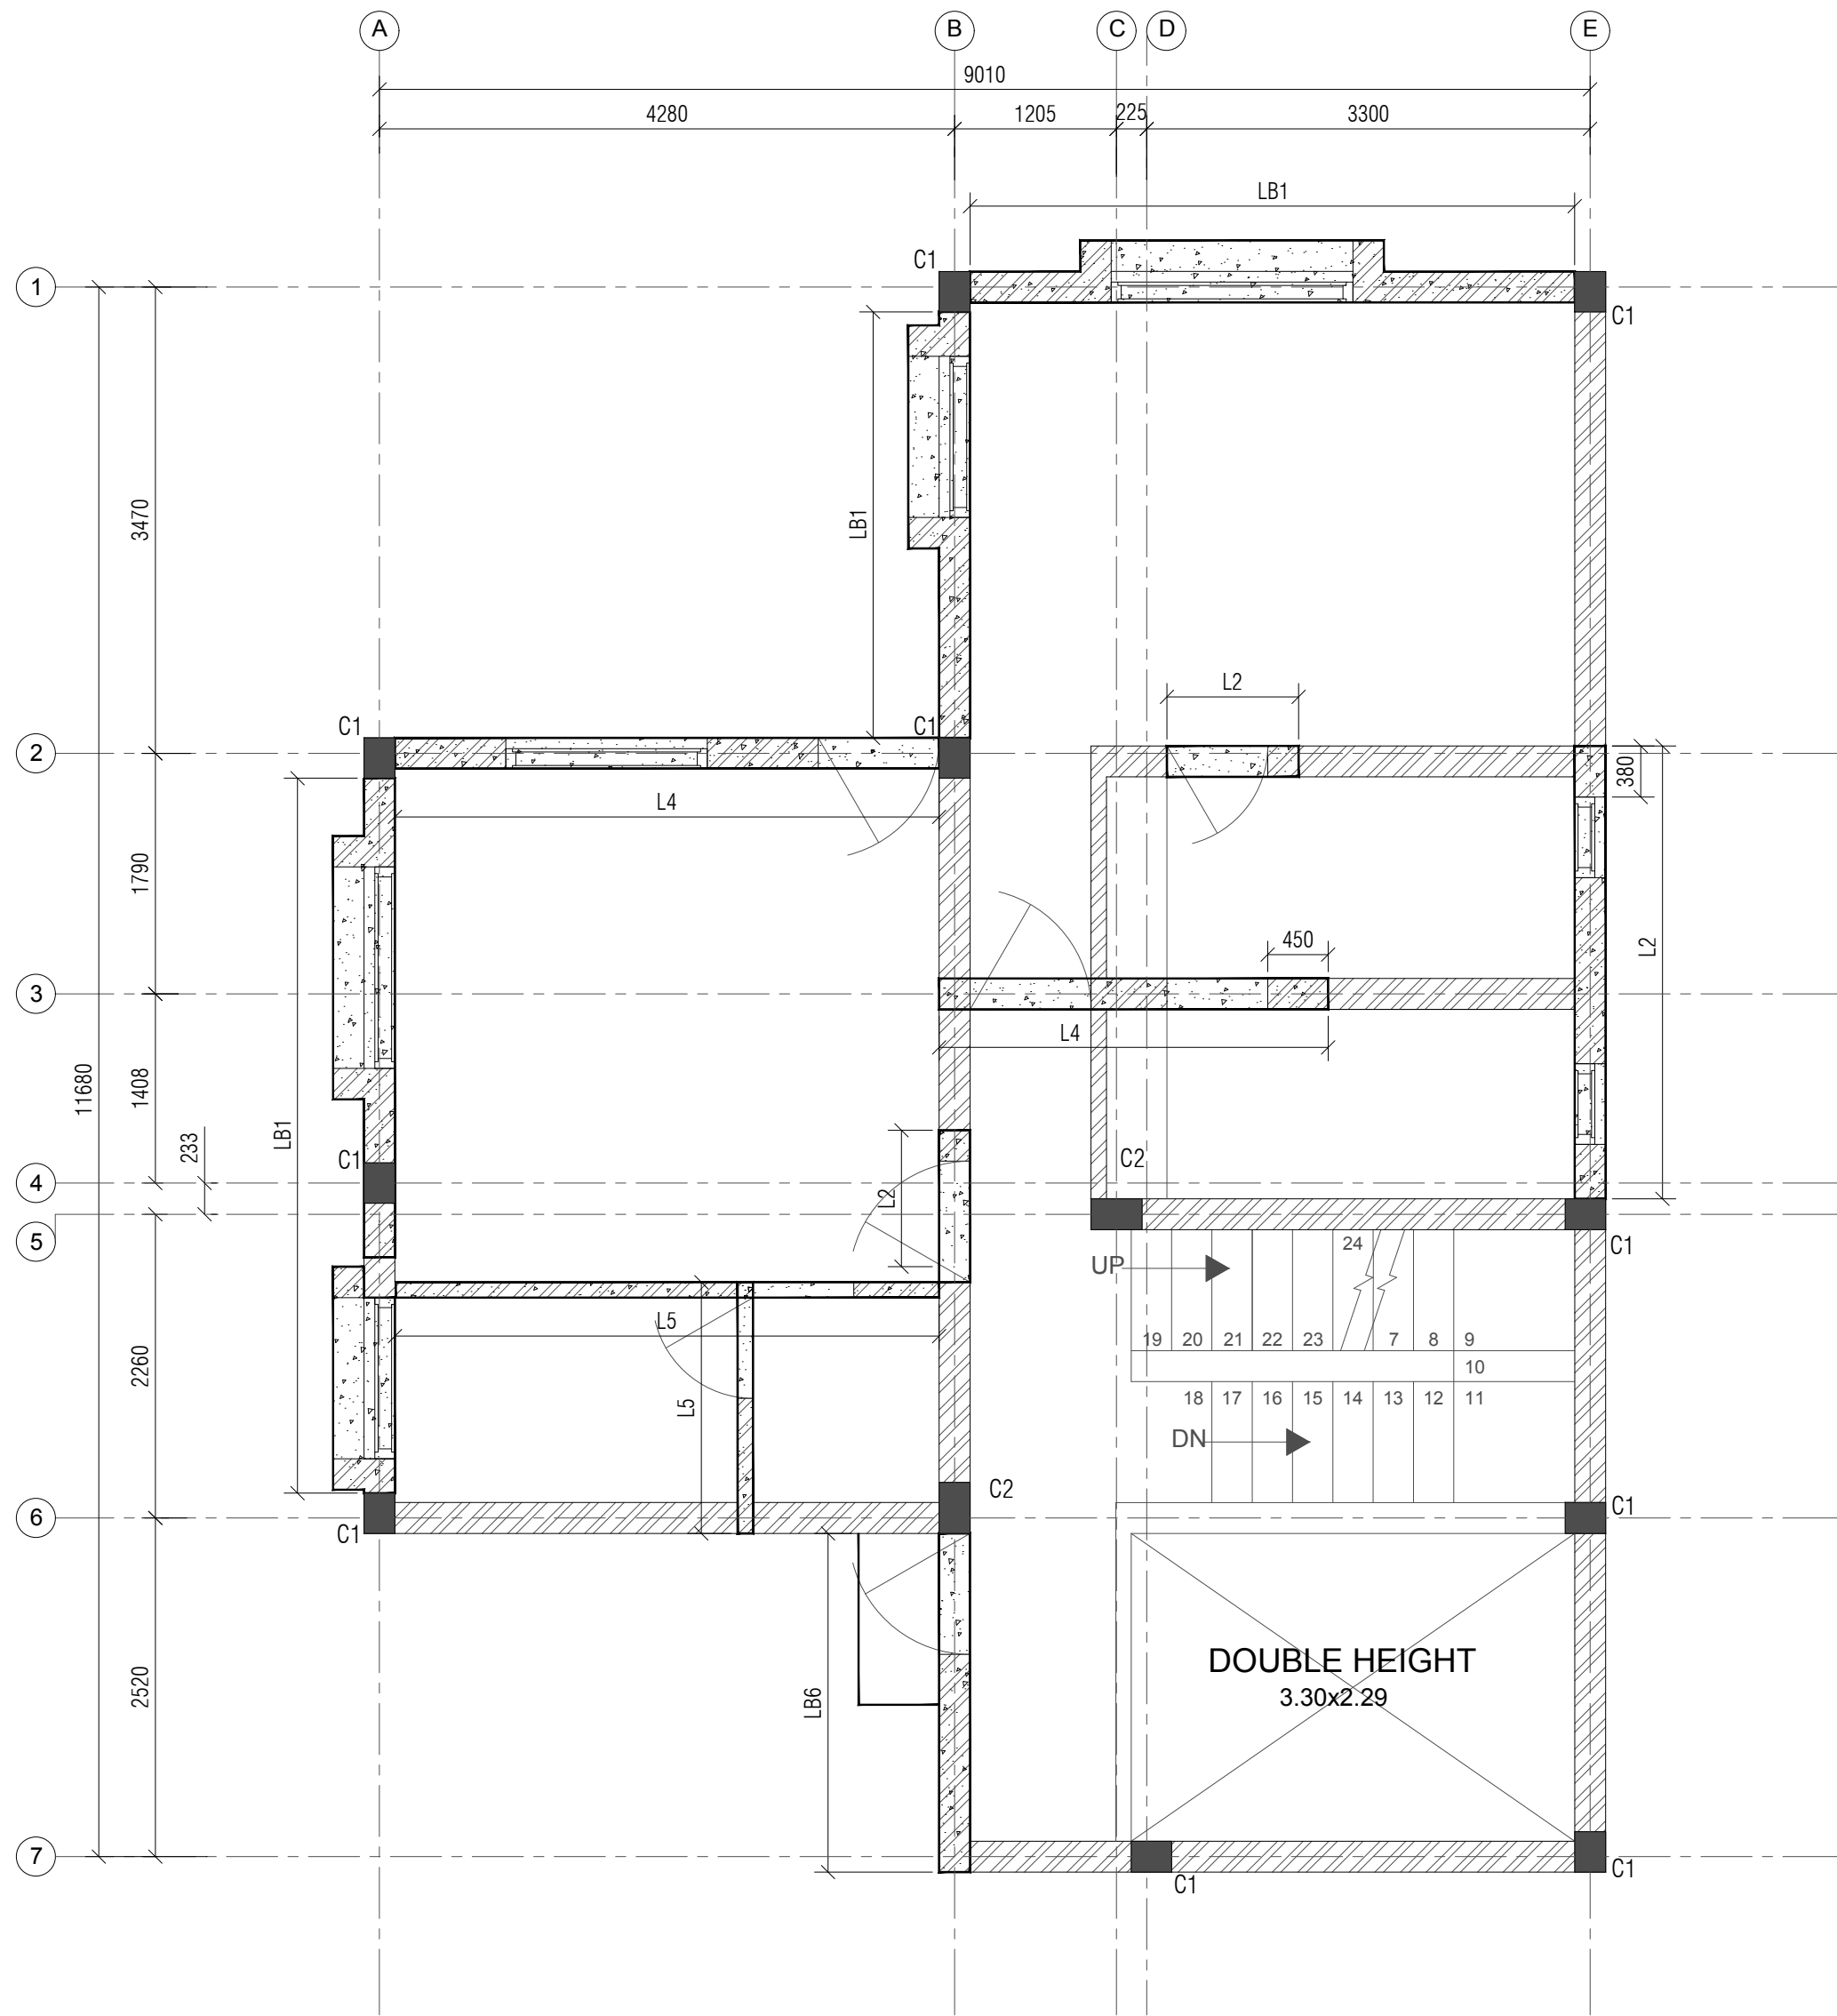 A
B
C
D
E
9010
4280
1205
225
3300
LB1
C1
1
C1
3470
LB1
L2
C1
C1
2
380
L4
1790
450
L2
3
L4
11680
1408
LB1
233
C1
C2
4
L2
5
C1
24
UP
19
20
21
22
23
7
8
9
L5
10
2260
L5
18
17
16
15
14
13
12
11
DN
C2
C1
6
C1
DOUBLE HEIGHT
3.30x2.29
2520
LB6
7
C1
C1